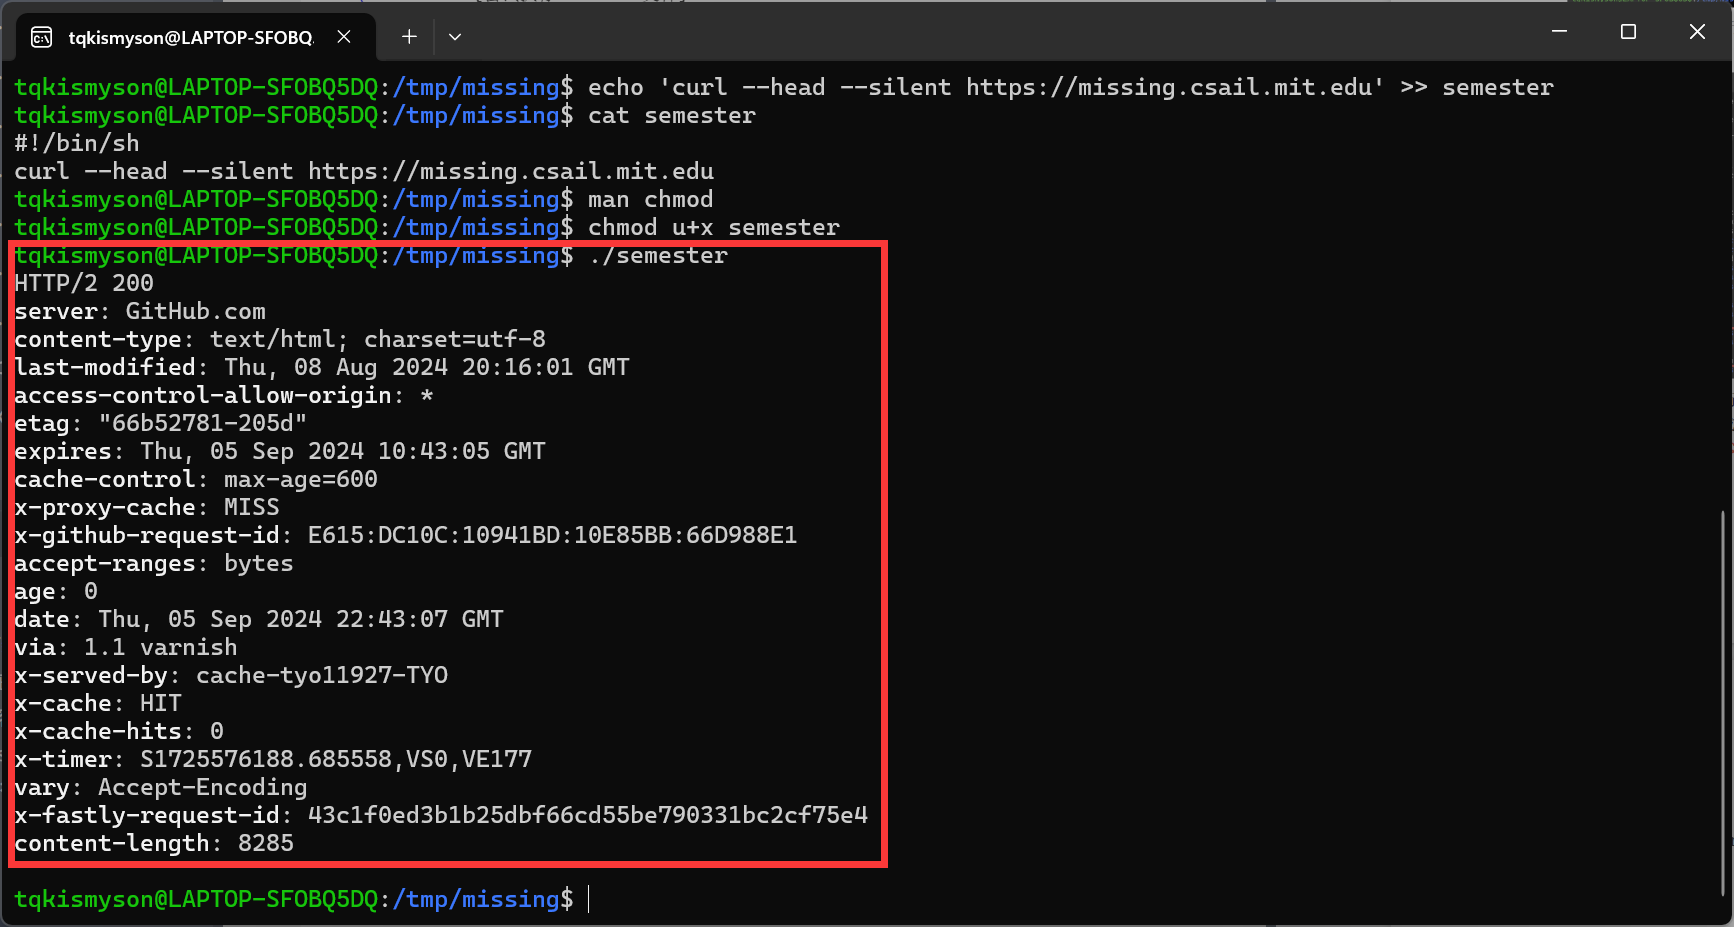 tqkismyson@LAPTOP-SFOBQ
tqkismyson@LAPTOP-SFOBQ5DQ:/tmp/missing$ echo 'curl --head --silent https://missing.csail.mit.edu' >> semester
tqkismyson@LAPTOP-SFOBQ5DQ:/tmp/missing$ cat semester
#!/bin/sh
curl --head --silent https://missing.csail.mit.edu
tqkismyson@LAPTOP-SFOBQ5DQ:/tmp/missing$ man chmod
tqkismyson@LAPTOP-SFOBQ5DQ:/tmp/missing$ chmod u+x semester
tqkismyson@LAPTOP-SFOBQ5DQ:/tmp/missing$ ./semester
HTTP/2 200
server: GitHub.com
content-type: text/html; charset=utf-8
last-modified: Thu, 08 Aug 2024 20:16:01 GMT
access-control-allow-origin: *
etag: "66b52781-205d"
expires: Thu, 05 Sep 2024 10:43:05 GMT
cache-control: max-age=600
x-proxy-cache: MISS
x-github-request-id: E615:DC10C:10941BD:10E85BB:66D988E1
accept-ranges: bytes
age: 0
date: Thu, 05 Sep 2024 22:43:07 GMT
via: 1.1 varnish
x-served-by: cache-tyo11927-TYO
x-cache: HIT
x-cache-hits: 0
x-timer: S1725576188.685558,VS0,VE177
vary: Accept-Encoding
x-fastly-request-id: 43c1f0ed3b1b25dbf66cd55be790331bc2cf75e4
content-length: 8285
tqkismyson@LAPTOP-SFOBQ5DQ:/tmp/missing$